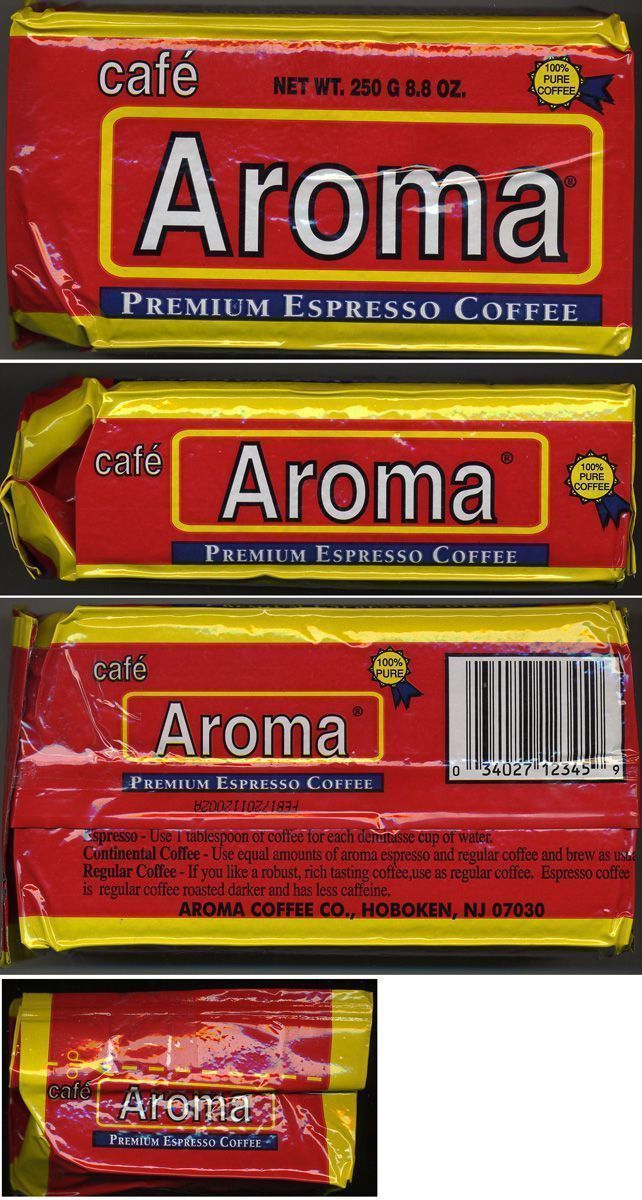 café
NET WT. 250 G 8.8 OZ.
100%
PURE
COFFEE
Aroma®
PREMIUM ESPRESSO COFFEE
café
Aroma®
100%
PURE
COFFEE
PREMIUM ESPRESSO COFFEE
café
100%
PURE
Aroma®
PREMIUM ESPRESSO COFFEE
0 34027 12345 9
FEB1720112002A
Espresso - Use 1 tablespoon of coffee for each demitasse cup of water.
Continental Coffee - Use equal amounts of aroma espresso and regular coffee and brew as
Regular Coffee - If you like a robust, rich tasting coffee,use as regular coffee. Espresso coffee
is regular coffee roasted darker and has less caffeine.
AROMA COFFEE CO., HOBOKEN, NJ 07030
café
Aroma
PREMIUM ESPRESSO COFFEE